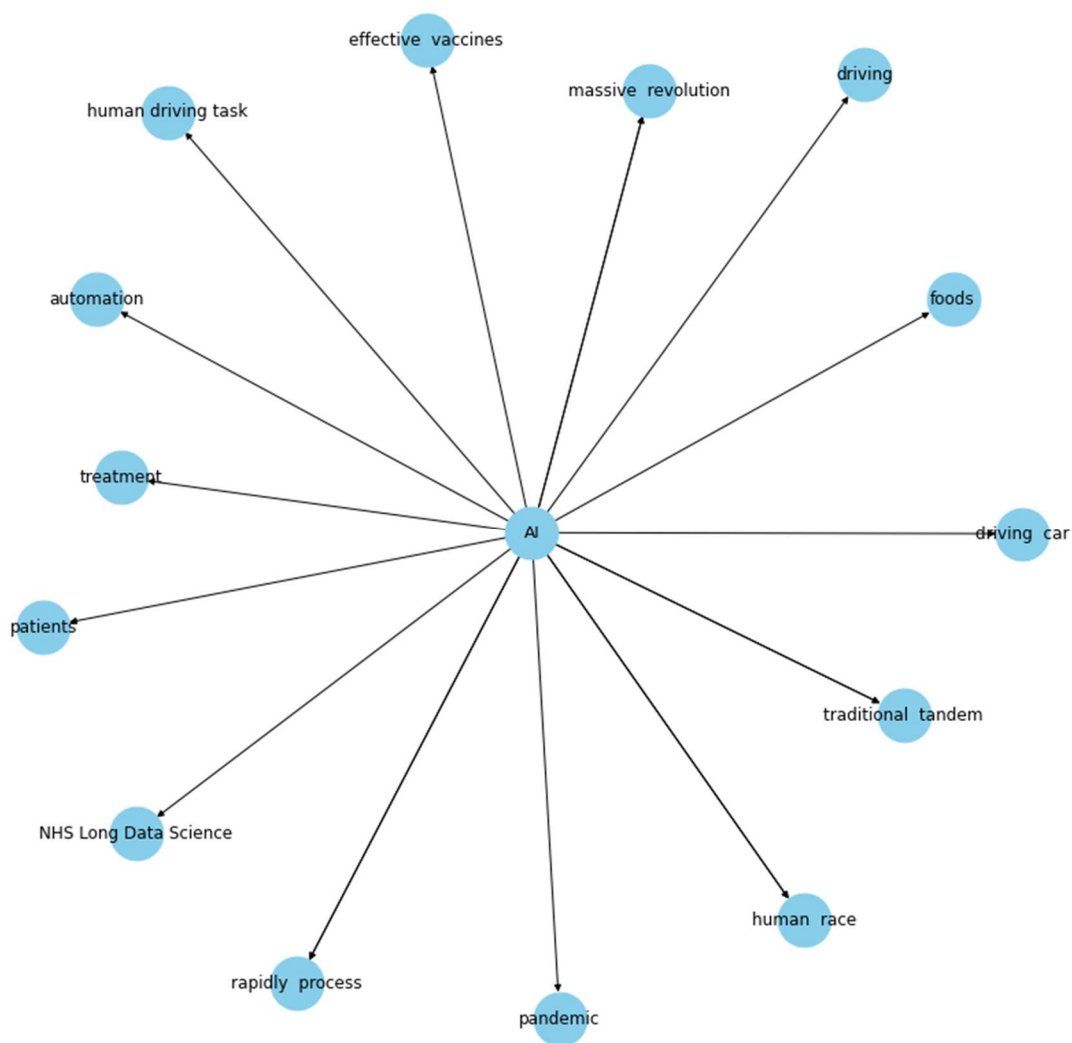 effective vaccines
driving
massive revolution
human driving task
automation
foods
treatment
AI
driving car
patients
traditional tandem
NHS Long Data Science
human race
rapidly process
pandemic